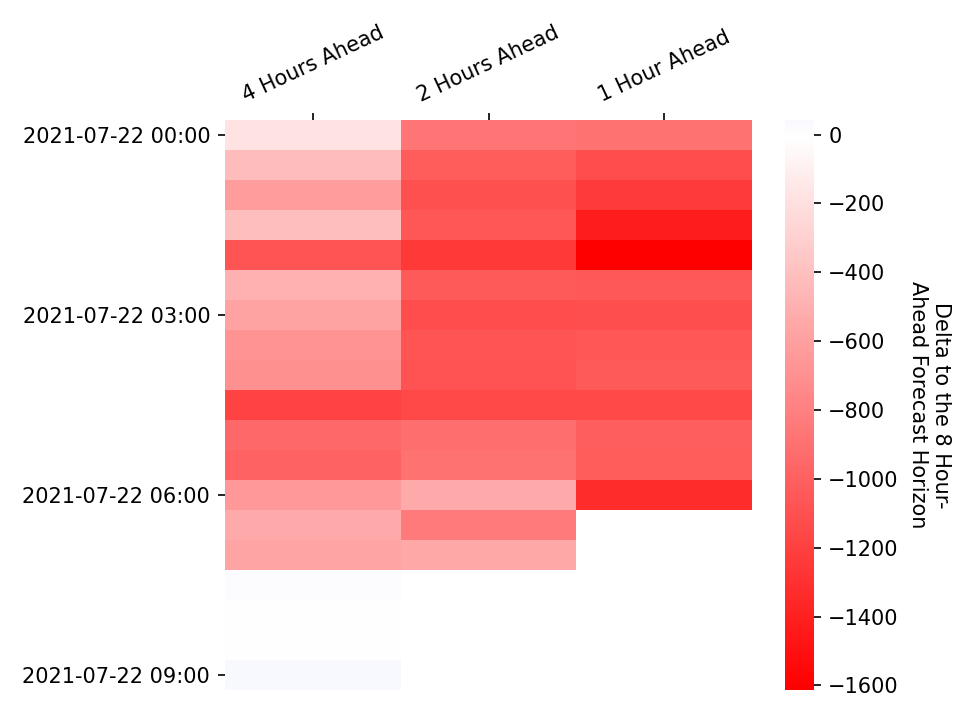 4 Hours Ahead
2 Hours Ahead
1 Hour Ahead
2021-07-22 00:00
2021-07-22 03:00
2021-07-22 06:00
2021-07-22 09:00
0
−200
−400
−600
−800
−1000
−1200
−1400
−1600
Delta to the 8 Hour-
Ahead Forecast Horizon